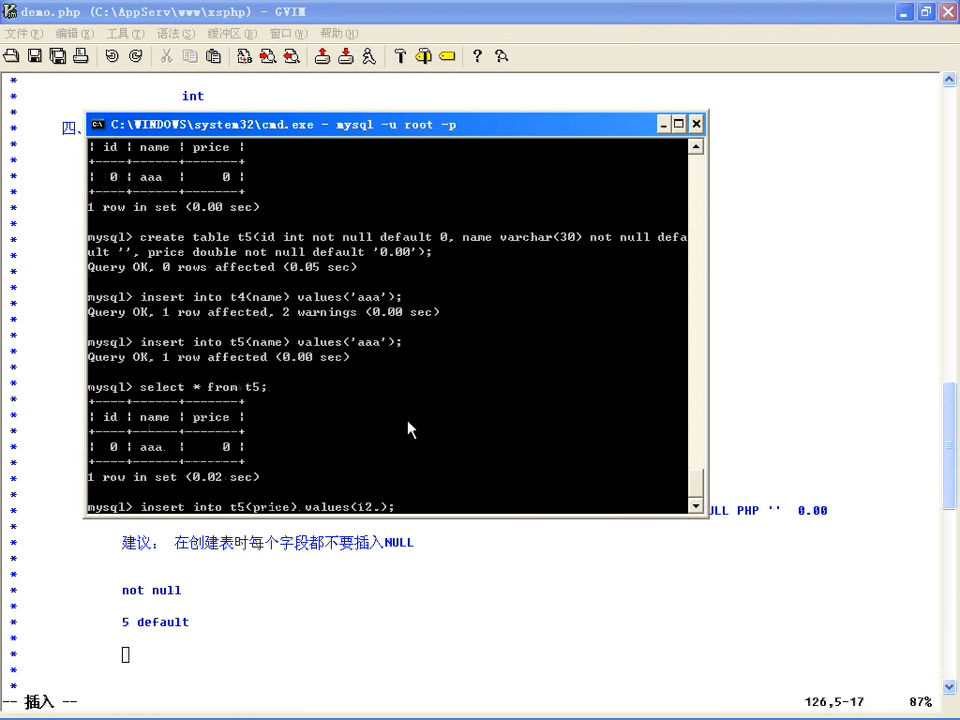 demo.php (C:\AppServ\www\xsphp) - GVIM
文件(F) 编辑(E) 工具(T) 语法(S) 缓冲区(B) 窗口(W) 帮助(H)
* int
* 四、
C:\WINDOWS\system32\cmd.exe - mysql -u root -p
| id | name | price |
+----+------+-------+
| 0 | aaa | 0 |
+----+------+-------+
1 row in set (0.00 sec)
mysql> create table t5(id int not null default 0, name varchar(30) not null defa
ult '', price double not null default '0.00');
Query OK, 0 rows affected (0.05 sec)
mysql> insert into t4(name) values('aaa');
Query OK, 1 row affected, 2 warnings (0.00 sec)
mysql> insert into t5(name) values('aaa');
Query OK, 1 row affected (0.00 sec)
mysql> select * from t5;
+----+------+-------+
| id | name | price |
+----+------+-------+
| 0 | aaa | 0 |
+----+------+-------+
1 row in set (0.02 sec)
mysql> insert into t5(price) values(12.);
ULL PHP '' 0.00
* 建议： 在创建表时每个字段都不要插入NULL
* not null
* 5 default
-- 插入 --
126,5-17 87%